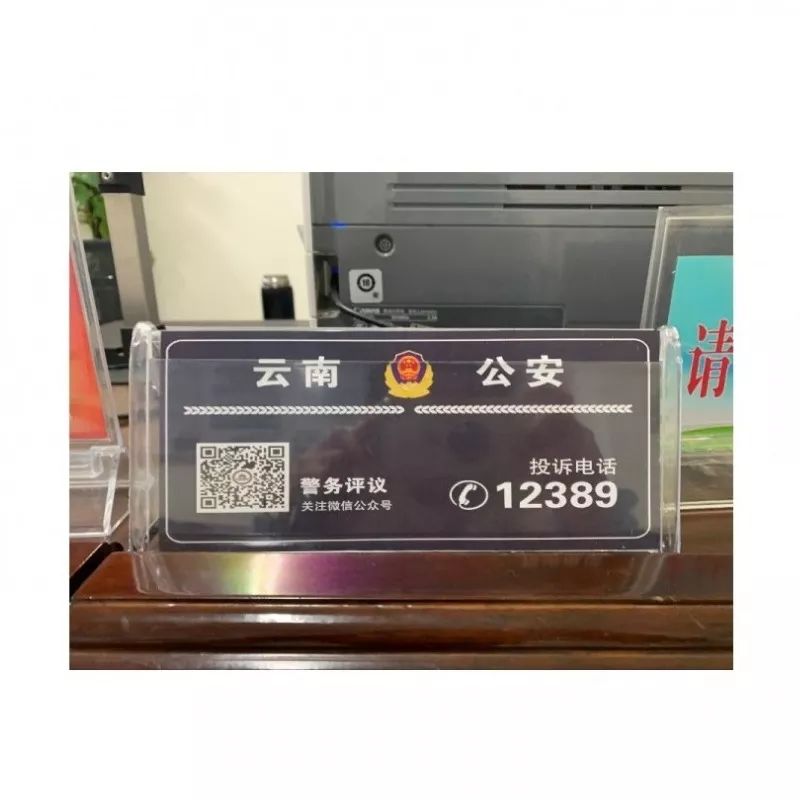 云南 公安
警务评议
关注微信公众号
投诉电话
12389
Canon
请